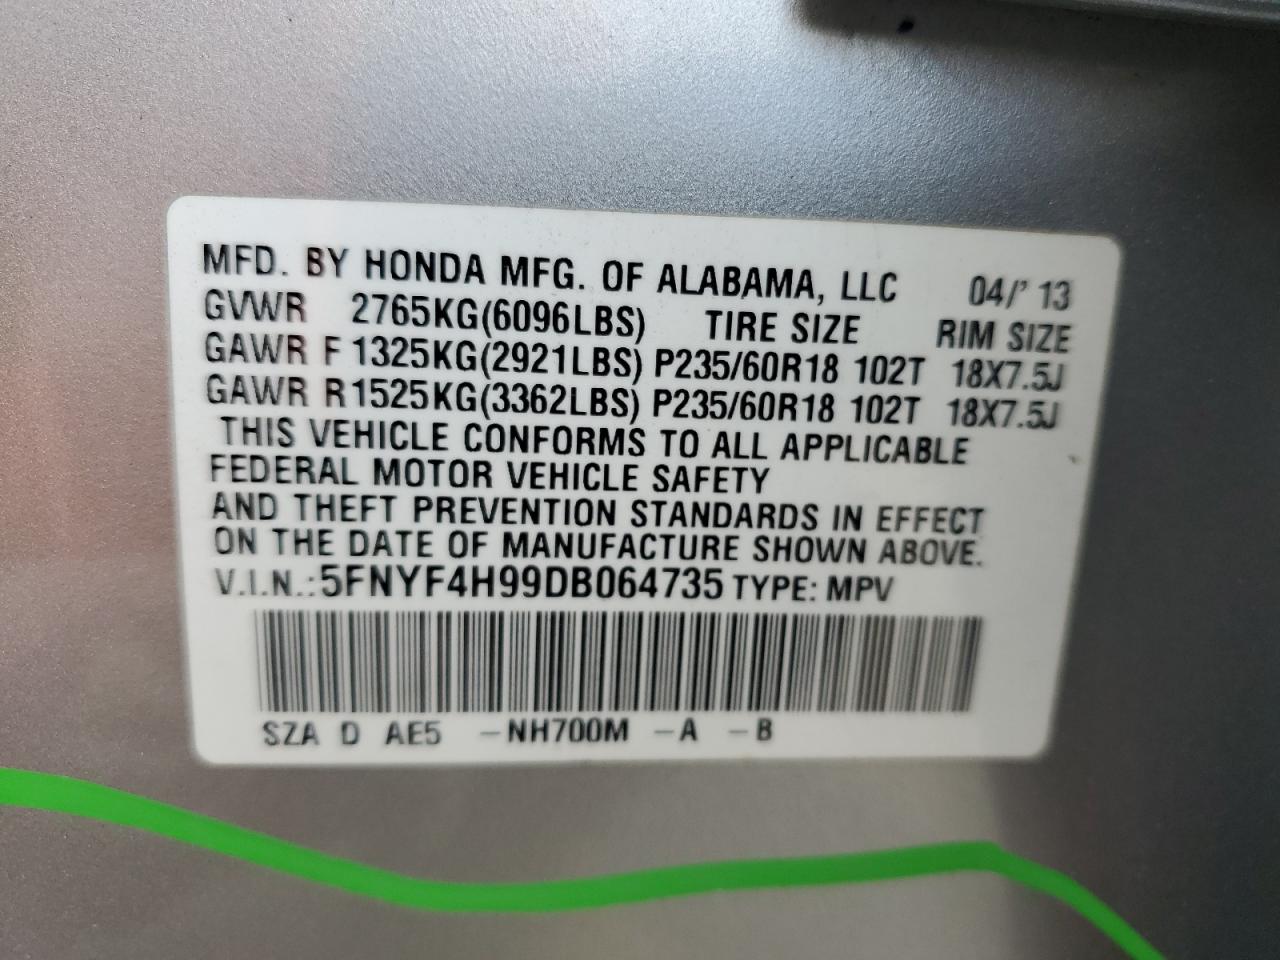 MFD. BY HONDA MFG. OF ALABAMA, LLC 04/' 13
GVWR 2765KG(6096LBS) TIRE SIZE RIM SIZE
GAWR F 1325KG(2921LBS) P235/60R18 102T 18X7.5J
GAWR R 1525KG(3362LBS) P235/60R18 102T 18X7.5J
THIS VEHICLE CONFORMS TO ALL APPLICABLE
FEDERAL MOTOR VEHICLE SAFETY
AND THEFT PREVENTION STANDARDS IN EFFECT
ON THE DATE OF MANUFACTURE SHOWN ABOVE.
V.I.N.:5FNYF4H99DB064735 TYPE: MPV
SZA D AE5 -NH700M -A -B